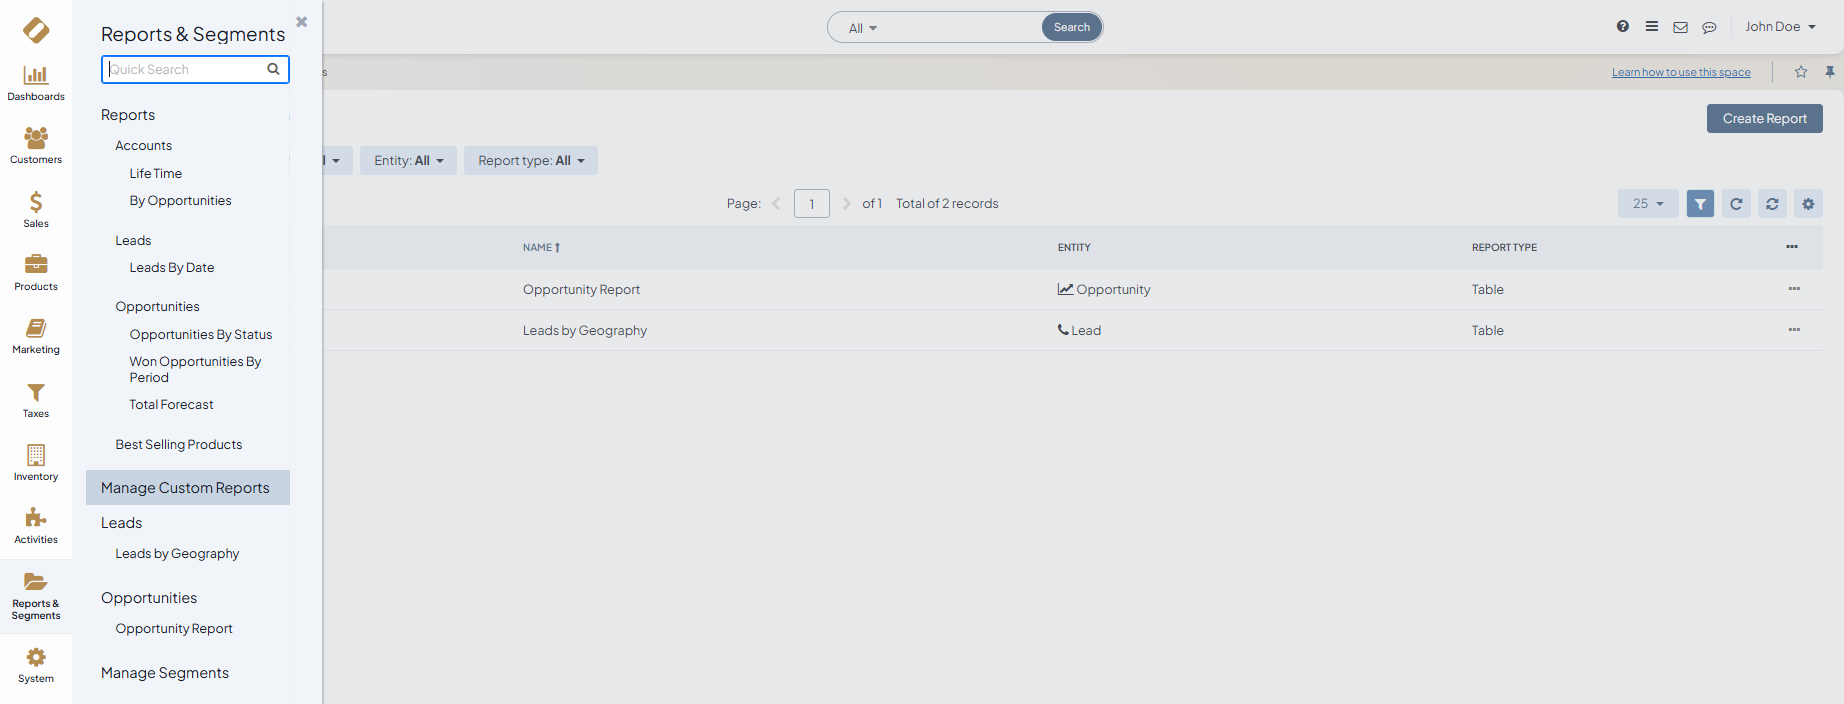 Dashboards
Customers
Sales
Products
Marketing
Taxes
Inventory
Activities
Reports &
Segments
System
Reports & Segments
Quick Search
Reports
Accounts
Life Time
By Opportunities
Leads
Leads By Date
Opportunities
Opportunities By Status
Won Opportunities By
Period
Total Forecast
Best Selling Products
Manage Custom Reports
Leads
Leads by Geography
Opportunities
Opportunity Report
Manage Segments
All
Search
John Doe
s
Learn how to use this space
Create Report
l
Entity: All
Report type: All
Page: 1 of 1 Total of 2 records
25
NAME ENTITY REPORT TYPE
Opportunity Report Opportunity Table
Leads by Geography Lead Table